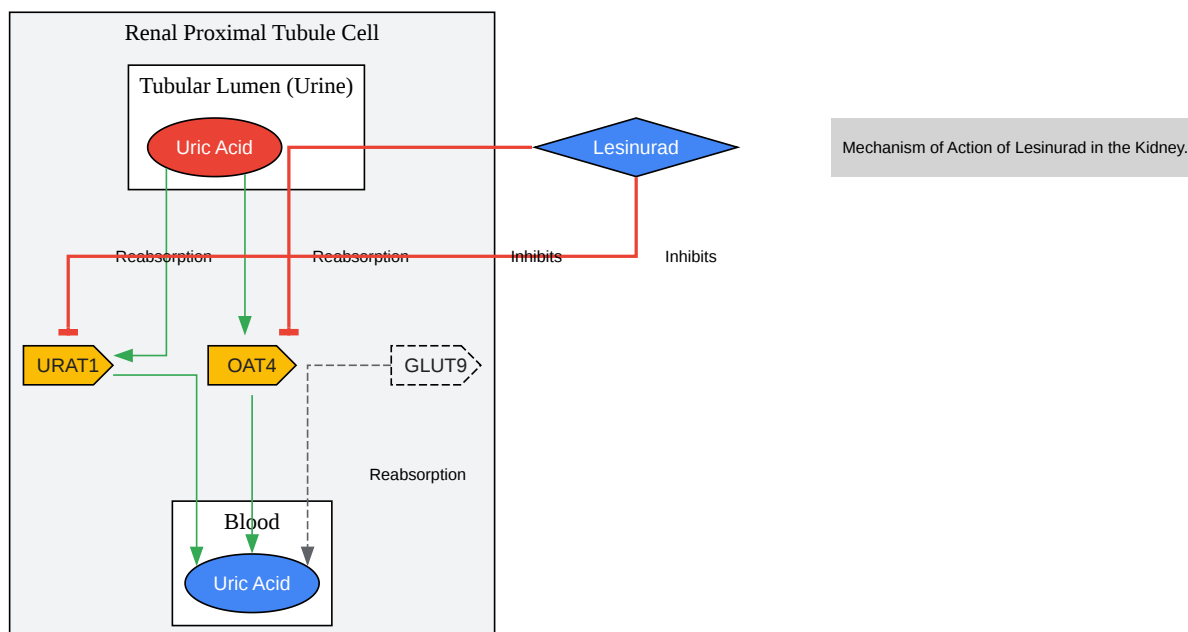 Renal Proximal Tubule Cell
Tubular Lumen (Urine)
Uric Acid
Lesinurad
Mechanism of Action of Lesinurad in the Kidney.
Reabsorption
Reabsorption
Inhibits
Inhibits
URAT1
OAT4
GLUT9
Reabsorption
Blood
Uric Acid